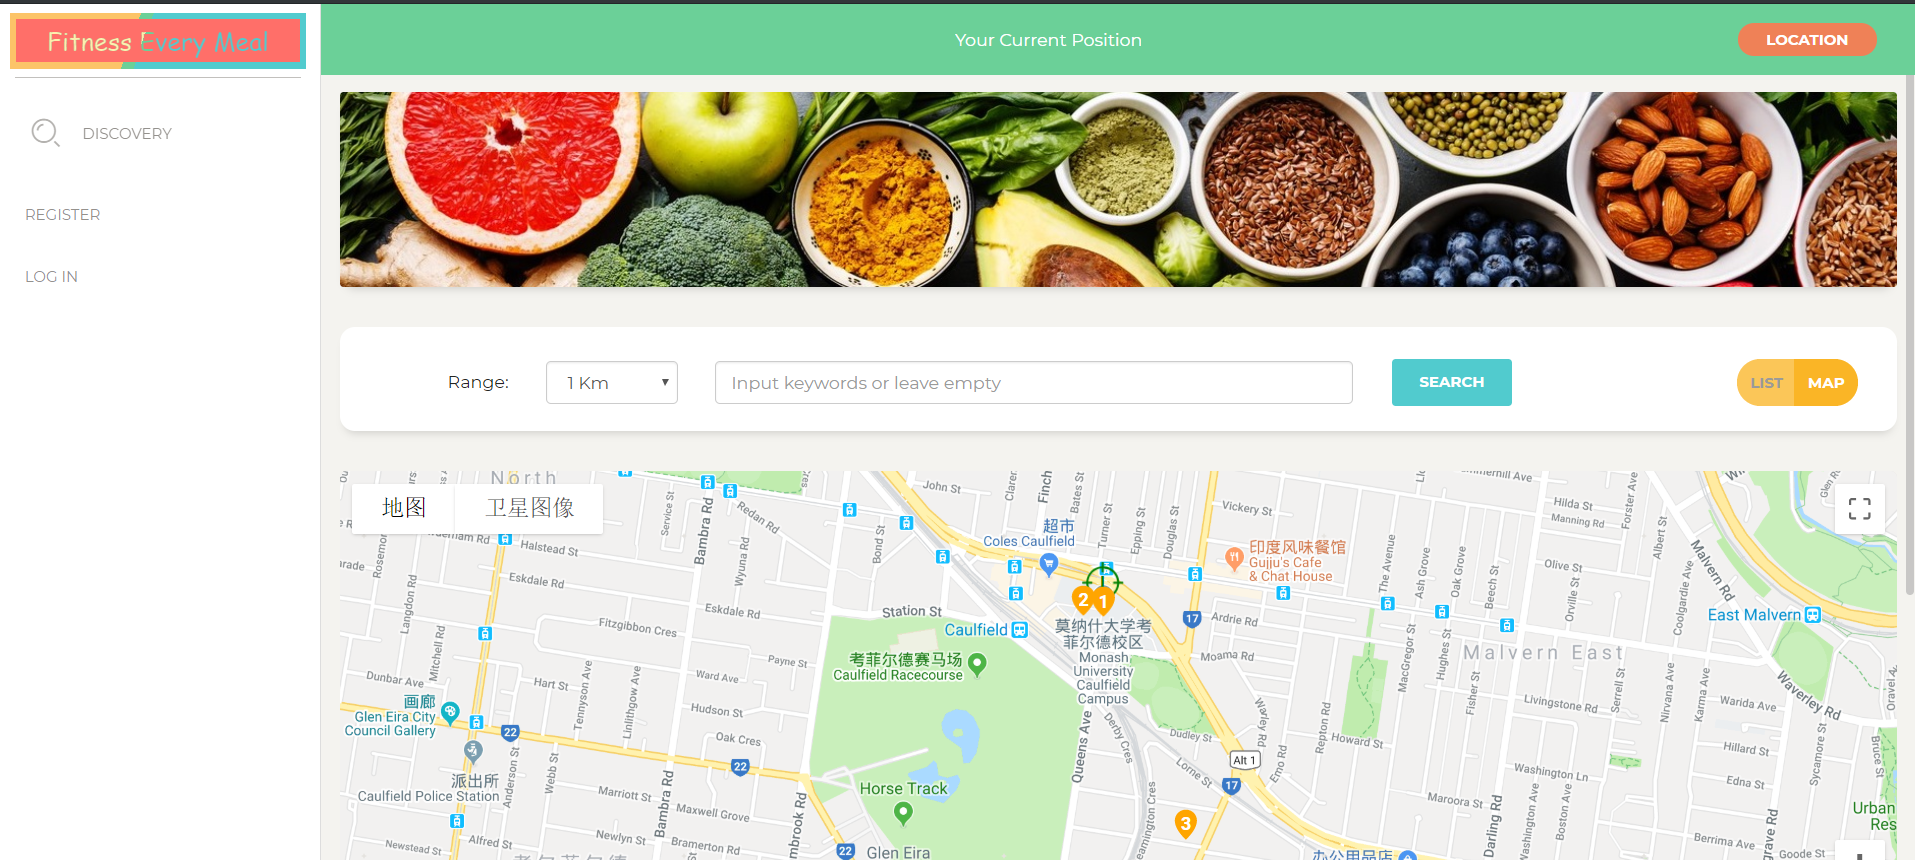 Fitness Every Meal
Your Current Position
LOCATION
DISCOVERY
REGISTER
LOG IN
Range:
1 Km
Input keywords or leave empty
SEARCH
LIST
MAP
地图
卫星图像
North
John St
Finch
Bates St
Turner St
Epping St
Douglas St
Vickery St
Hilda St
Manning Rd
Forster Ave
Albert St
Malvern Rd
Service St
Bambra Rd
Redan Rd
Wyuna Rd
Bond St
Halstead St
超市
Coles Caulfield
印度风味餐馆
Gujju's Cafe
& Chat House
The Avenue
Ash Grove
Oak Grove
Beech St
Olive St
Orville St
Coolgardie Ave
East Malvern
Rosemon
Langdon Rd
Eskdale Rd
Eskdale Rd
Station St
Fitzgibbon Cres
Caulfield
2
1
17
Ardrie Rd
莫纳什大学考
菲尔德校区
Monash
University
Caulfield
Campus
Moama Rd
MacGregor St
Hughes St
Malvern East
Mitchell Rd
Payne St
考菲尔德赛马场
Caulfield Racecourse
Ward Ave
Dunbar Ave
Hart St
Tennyson Ave
Linlithgow Ave
Hudson St
Fisher St
Livingstone Rd
Serrell St
Nirvana Ave
Karma Ave
Warida Ave
Waverley Rd
画廊
Glen Eira City
Council Gallery
22
Oak Cres
22
Queens Ave
Derby Cres
Dudley St
Repton Rd
Howard St
Hillard St
Sycamore St
Bruce St
Alt 1
Emo Rd
Lorne St
17
Washington Ln
Edna St
派出所
Caulfield Police Station
Anderson St
Webb St
Marriott St
Bambra Rd
Maxwell Grove
Horse Track
Maroora St
Darling Rd
Washington Ave
Boston Ave
Urban
Res
3
Berrima Ave
Newstead St
Alfred St
Newlyn St
Bramerton Rd
22
Glen Eira
办公用品店
Goode St